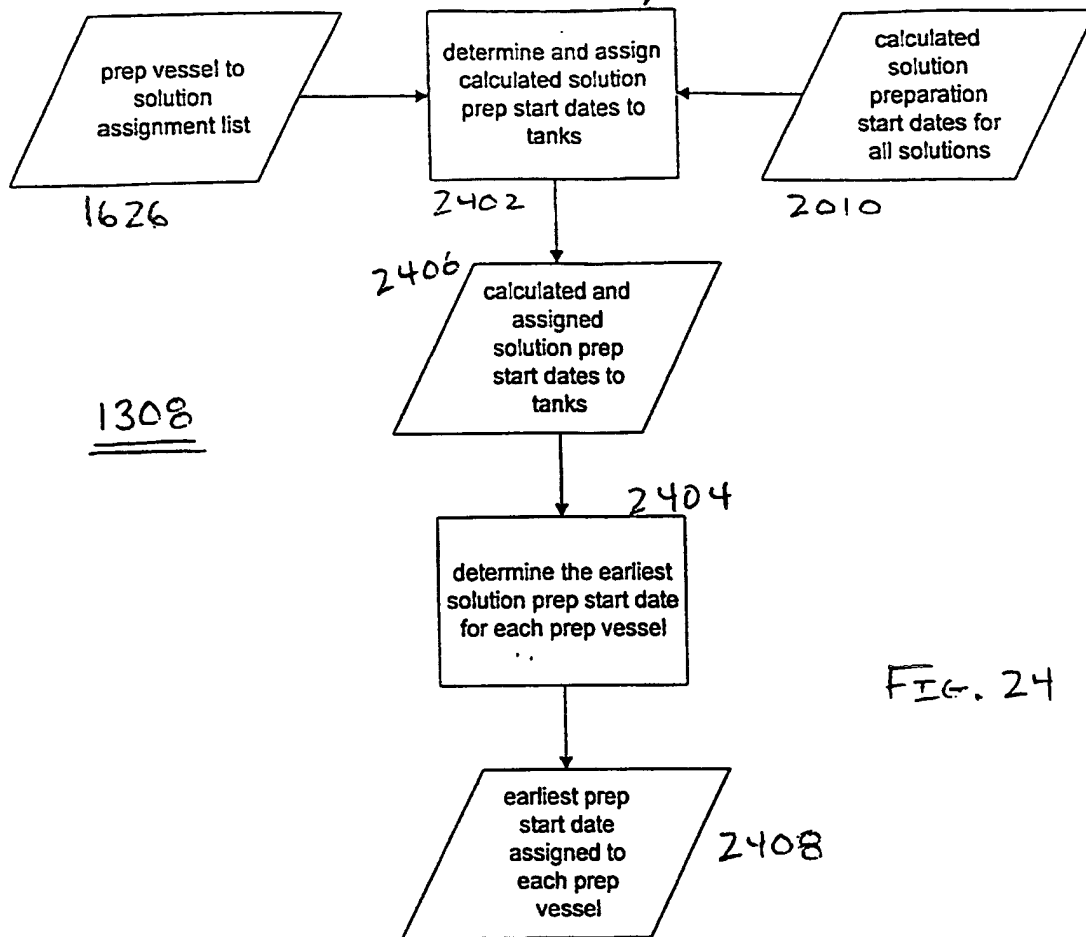 prep vessel to
solution
assignment list
1626
determine and assign
calculated solution
prep start dates to
tanks
2402
calculated
solution
preparation
start dates for
all solutions
2010
2406
calculated and
assigned
solution prep
start dates to
tanks
1308
2404
determine the earliest
solution prep start date
for each prep vessel
FIG. 24
earliest prep
start date
assigned to
each prep
vessel
2408